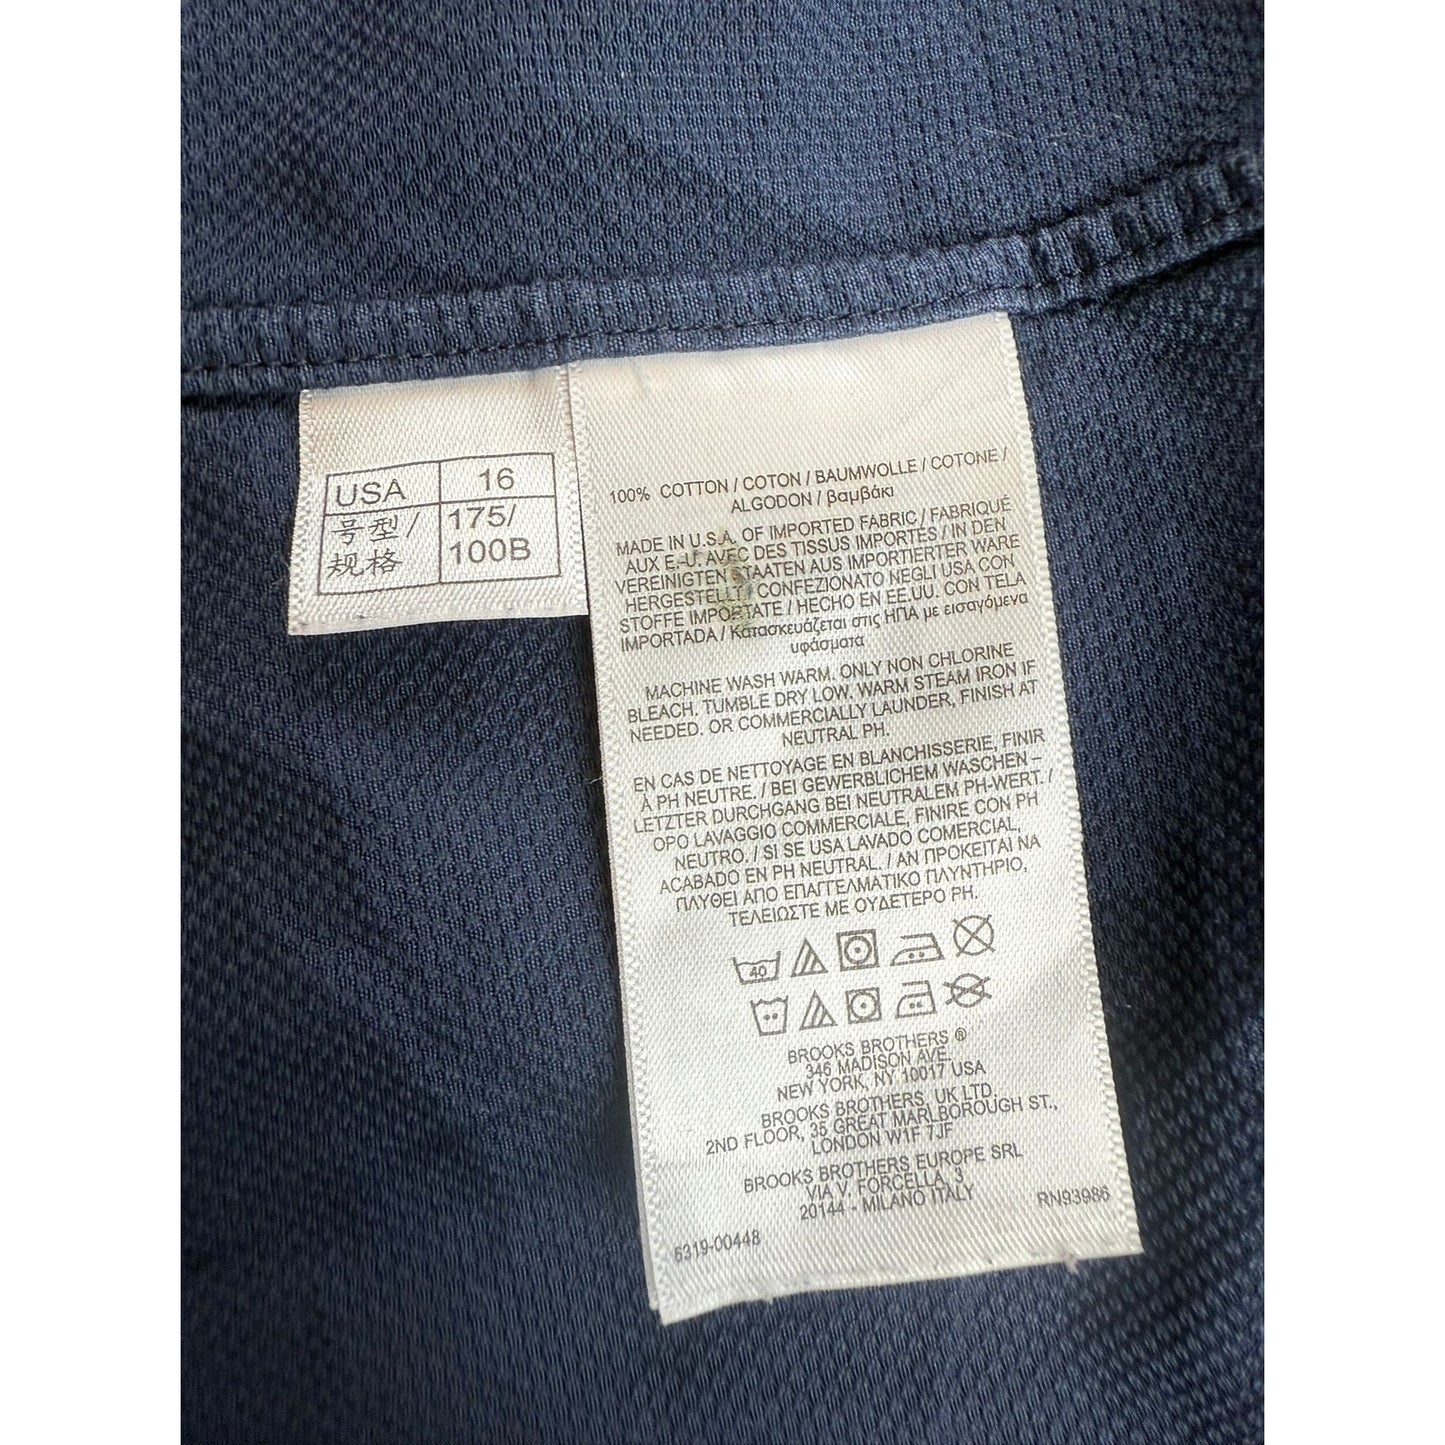 USA 16
号型/ 175/
规格 100B
100% COTTON / COTON / BAUMWOLLE / COTONE /
ALGODON / βαμβάκι
MADE IN U.S.A. OF IMPORTED FABRIC / FABRIQUÉ
AUX E.-U. AVEC DES TISSUS IMPORTÉS / IN DEN
VEREINIGTEN STAATEN AUS IMPORTIERTER WARE
HERGESTELLT / CONFEZIONATO NEGLI USA CON
STOFFE IMPORTATE / HECHO EN EE.UU. CON TELA
IMPORTADA / Κατασκευάζεται στις ΗΠΑ με εισαγόμενα
υφάσματα
MACHINE WASH WARM. ONLY NON CHLORINE
BLEACH. TUMBLE DRY LOW. WARM STEAM IRON IF
NEEDED. OR COMMERCIALLY LAUNDER, FINISH AT
NEUTRAL PH.
EN CAS DE NETTOYAGE EN BLANCHISSERIE, FINIR
À PH NEUTRE. / BEI GEWERBLICHEM WASCHEN –
LETZTER DURCHGANG BEI NEUTRALEM PH-WERT. /
OPO LAVAGGIO COMMERCIALE, FINIRE CON PH
NEUTRO. / SI SE USA LAVADO COMERCIAL,
ACABADO EN PH NEUTRAL. / ΑΝ ΠΡΟΚΕΙΤΑΙ ΝΑ
ΠΛΥΘΕΙ ΑΠΟ ΕΠΑΓΓΕΛΜΑΤΙΚΟ ΠΛΥΝΤΗΡΙΟ,
ΤΕΛΕΙΩΣΤΕ ΜΕ ΟΥΔΕΤΕΡΟ PH.
40
BROOKS BROTHERS ®
346 MADISON AVE.
NEW YORK, NY 10017 USA
BROOKS BROTHERS, UK LTD.
2ND FLOOR, 35 GREAT MARLBOROUGH ST.,
LONDON W1F 7JF
BROOKS BROTHERS EUROPE SRL
VIA V. FORCELLA, 3
20144 - MILANO ITALY
RN93986
6319-00448